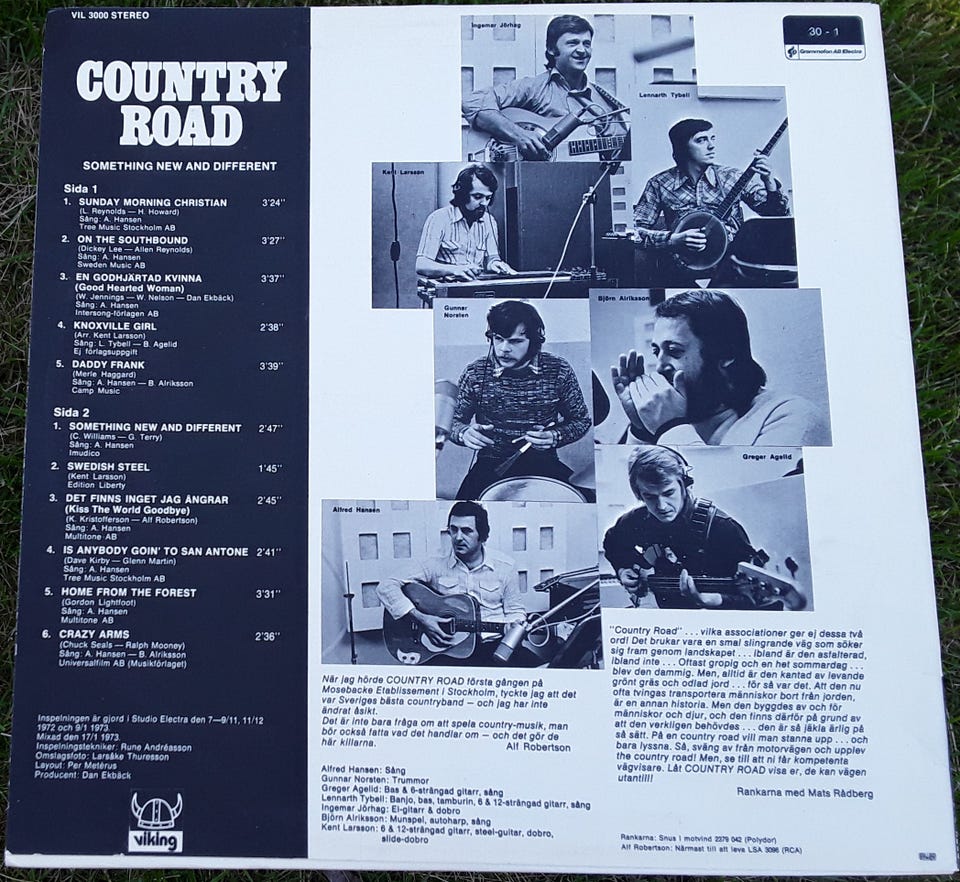 VIL 3000 STEREO
COUNTRY
ROAD
SOMETHING NEW AND DIFFERENT
Sida 1
1. SUNDAY MORNING CHRISTIAN 3'24''
(L. Reynolds — H. Howard)
Sång: A. Hansen
Tree Music Stockholm AB
2. ON THE SOUTHBOUND 3'27''
(Dickey Lee — Allen Reynolds)
Sång: A. Hansen
Sweden Music AB
3. EN GODHJÄRTAD KVINNA 3'37''
(Good Hearted Woman)
(W. Jennings — W. Nelson — Dan Ekbäck)
Sång: A. Hansen
Intersong-förlagen AB
4. KNOXVILLE GIRL 2'38''
(Arr. Kent Larsson)
Sång: L. Tybell — B. Agelid
Ej förlagsuppgift
5. DADDY FRANK 3'39''
(Merle Haggard)
Sång: A. Hansen — B. Alriksson
Camp Music
Sida 2
1. SOMETHING NEW AND DIFFERENT 2'47''
(C. Williams — G. Terry)
Sång: A. Hansen
Imudico
2. SWEDISH STEEL 1'45''
(Kent Larsson)
Edition Liberty
3. DET FINNS INGET JAG ÅNGRAR 2'45''
(Kiss The World Goodbye)
(K. Kristofferson — Alf Robertson)
Sång: A. Hansen
Multitone AB
4. IS ANYBODY GOIN' TO SAN ANTONE 2'41''
(Dave Kirby — Glenn Martin)
Sång: A. Hansen
Tree Music Stockholm AB
5. HOME FROM THE FOREST 3'31''
(Gordon Lightfoot)
Sång: A. Hansen
Multitone AB
6. CRAZY ARMS 2'36''
(Chuck Seals — Ralph Mooney)
Sång: A. Hansen — B. Alriksson
Universalfilm AB (Musikförlaget)
Inspelningen är gjord i Studio Electra den 7—9/11, 11/12
1972 och 9/1 1973.
Mixad den 17/1 1973.
Inspelningstekniker: Rune Andréasson
Omslagsfoto: Larsåke Thuresson
Layout: Per Metérus
Producent: Dan Ekbäck
viking
30 - 1
Grammofon AB Electra
Ingemar Jörhag
Lennarth Tybell
Kent Larsson
Gunnar
Norsten
Björn Alriksson
Greger Agelid
Alfred Hansen
När jag hörde COUNTRY ROAD första gången på
Mosebacke Etablissement i Stockholm, tyckte jag att det
var Sveriges bästa countryband — och jag har inte
ändrat åsikt.
Det är inte bara fråga om att spela country-musik, man
bör också fatta vad det handlar om — och det gör de
här killarna.
Alf Robertson
Alfred Hansen: Sång
Gunnar Norsten: Trummor
Greger Agelid: Bas & 6-strängad gitarr, sång
Lennarth Tybell: Banjo, bas, tamburin, 6 & 12-strängad gitarr, sång
Ingemar Jörhag: El-gitarr & dobro
Björn Alriksson: Munspel, autoharp, sång
Kent Larsson: 6 & 12-strängad gitarr, steel-guitar, dobro,
slide-dobro
"Country Road" . . . vilka associationer ger ej dessa två
ord! Det brukar vara en smal slingrande väg som söker
sig fram genom landskapet . . . Ibland är den asfalterad,
ibland inte . . . Oftast gropig och en het sommardag . . .
blev den dammig. Men, alltid är den kantad av levande
grönt gräs och odlad jord . . . för så var det. Att den nu
ofta tvingas transportera människor bort från jorden,
är en annan historia. Men den byggdes av och för
människor och djur, och den finns därför på grund av
att den verkligen behövdes . . . den är så jäkla ärlig på
så sätt. På en country road vill man stanna upp . . . och
bara lyssna. Så, sväng av från motorvägen och upplev
the country road! Men, se till att ni får kompetenta
vägvisare. Låt COUNTRY ROAD visa er, de kan vägen
utantill!
Rankarna med Mats Rådberg
Rankarna: Snus i motvind 2379 042 (Polydor)
Alf Robertson: Närmast till att leva LSA 3096 (RCA)